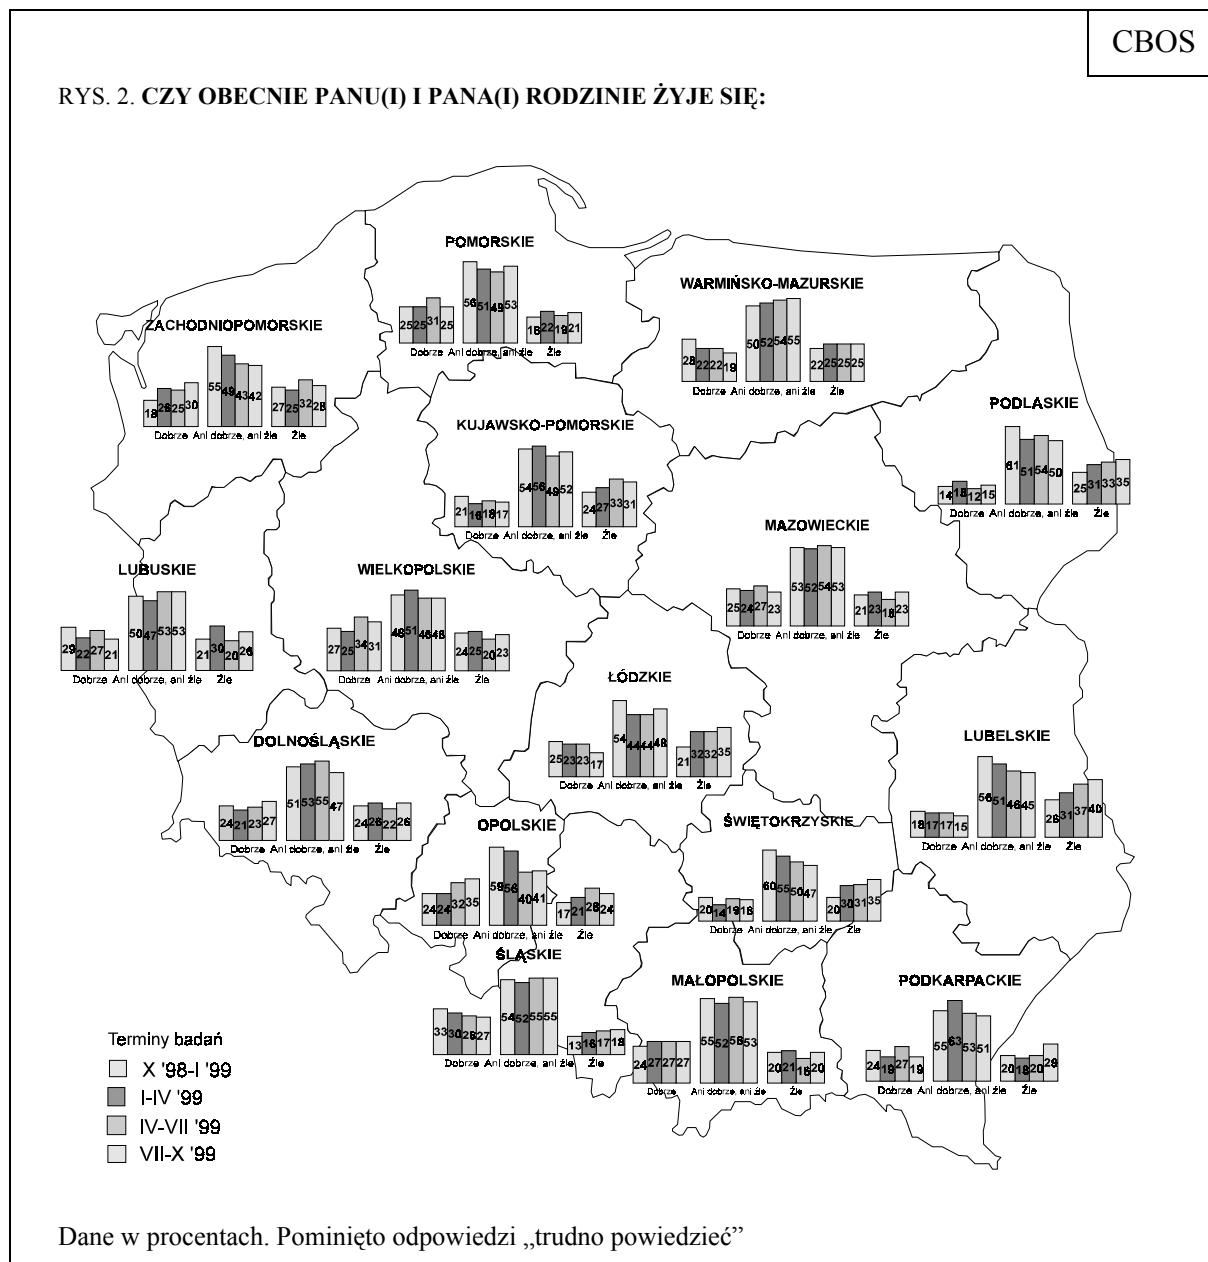 CBOS
RYS. 2. CZY OBECNIE PANU(I) I PANA(I) RODZINIE ŻYJE SIĘ:
POMORSKIE
25 25 31 25 56 51 49 53 18 22 19 21
Dobrze Ani dobrze, ani źle Źle
WARMIŃSKO-MAZURSKIE
28 22 22 19 50 52 54 55 22 25 25 25
Dobrze Ani dobrze, ani źle Źle
ZACHODNIOPOMORSKIE
18 26 25 30 55 49 43 42 27 25 32 28
Dobrze Ani dobrze, ani źle Źle
PODLASKIE
14 18 12 15 61 51 54 50 25 31 33 35
Dobrze Ani dobrze, ani źle Źle
KUJAWSKO-POMORSKIE
21 16 18 17 54 56 49 52 24 27 33 31
Dobrze Ani dobrze, ani źle Źle
MAZOWIECKIE
25 24 27 23 53 52 54 53 21 23 18 23
Dobrze Ani dobrze, ani źle Źle
LUBUSKIE
29 22 27 21 50 47 53 53 21 30 20 26
Dobrze Ani dobrze, ani źle Źle
WIELKOPOLSKIE
27 25 34 31 48 51 46 46 24 25 20 23
Dobrze Ani dobrze, ani źle Źle
ŁÓDZKIE
25 23 23 17 54 44 44 48 21 32 32 35
Dobrze Ani dobrze, ani źle Źle
DOLNOŚLĄSKIE
24 21 23 27 51 53 55 47 24 26 22 26
Dobrze Ani dobrze, ani źle Źle
LUBELSKIE
18 17 17 15 56 51 46 45 26 31 37 40
Dobrze Ani dobrze, ani źle Źle
OPOLSKIE
24 24 32 35 59 56 40 41 17 21 28 24
Dobrze Ani dobrze, ani źle Źle
ŚWIĘTOKRZYSKIE
20 14 19 18 60 55 50 47 20 30 31 35
Dobrze Ani dobrze, ani źle Źle
ŚLĄSKIE
33 30 28 27 54 52 55 55 13 16 17 18
Dobrze Ani dobrze, ani źle Źle
MAŁOPOLSKIE
24 27 27 27 55 52 56 53 20 21 16 20
Dobrze Ani dobrze, ani źle Źle
PODKARPACKIE
24 19 27 19 55 63 53 51 20 18 20 29
Dobrze Ani dobrze, ani źle Źle
Terminy badań
X '98-I '99
I-IV '99
IV-VII '99
VII-X '99
Dane w procentach. Pominięto odpowiedzi „trudno powiedzieć”